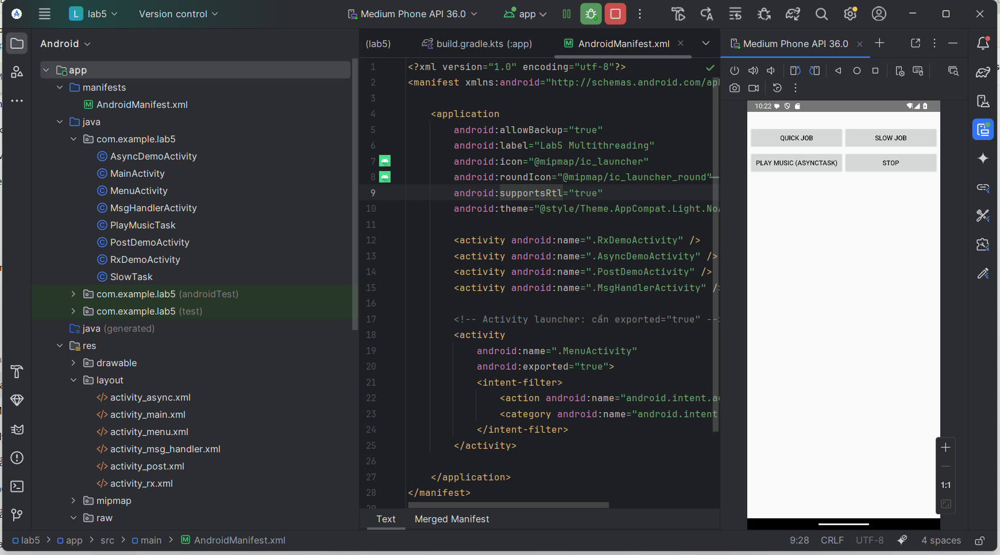 L lab5
Version control
Medium Phone API 36.0
app
Android
app
manifests
AndroidManifest.xml
java
com.example.lab5
AsyncDemoActivity
MainActivity
MenuActivity
MsgHandlerActivity
PlayMusicTask
PostDemoActivity
RxDemoActivity
SlowTask
com.example.lab5 (androidTest)
com.example.lab5 (test)
java (generated)
res
drawable
layout
activity_async.xml
activity_main.xml
activity_menu.xml
activity_msg_handler.xml
activity_post.xml
activity_rx.xml
mipmap
raw
(lab5)
build.gradle.kts (:app)
AndroidManifest.xml
1 <?xml version="1.0" encoding="utf-8"?>
2 <manifest xmlns:android="http://schemas.android.com/ap
3
4 <application
5 android:allowBackup="true"
6 android:label="Lab5 Multithreading"
7 android:icon="@mipmap/ic_launcher"
8 android:roundIcon="@mipmap/ic_launcher_round"
9 android:supportsRtl="true"
10 android:theme="@style/Theme.AppCompat.Light.NoA
11
12 <activity android:name=".RxDemoActivity" />
13 <activity android:name=".AsyncDemoActivity" />
14 <activity android:name=".PostDemoActivity" />
15 <activity android:name=".MsgHandlerActivity" />
16
17 <!-- Activity launcher: cần exported="true" --
18 <activity
19 android:name=".MenuActivity"
20 android:exported="true">
21 <intent-filter>
22 <action android:name="android.intent.ac
23 <category android:name="android.intent
24 </intent-filter>
25 </activity>
26
27 </application>
28 </manifest>
29
Text
Merged Manifest
Medium Phone API 36.0
10:22
QUICK JOB
SLOW JOB
PLAY MUSIC (ASYNCTASK)
STOP
1:1
lab5 > app > src > main > AndroidManifest.xml
9:28
CRLF
UTF-8
4 spaces